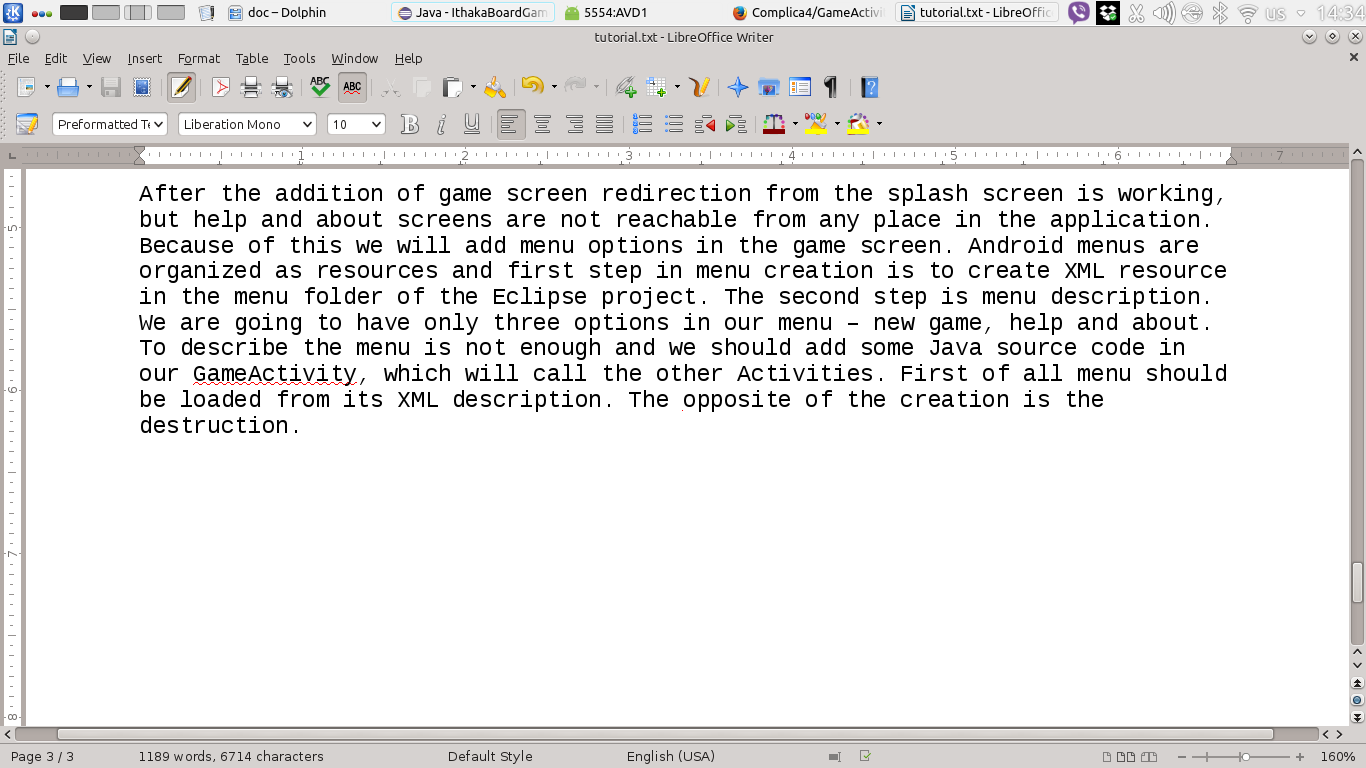 doc – Dolphin
Java - IthakaBoardGam
5554:AVD1
Complica4/GameActivi
tutorial.txt - LibreOffic
us
14:34
tutorial.txt - LibreOffice Writer
File Edit View Insert Format Table Tools Window Help
ABC ABC
Preformatted Te Liberation Mono 10 B i U
1 2 3 4 5 6 7
After the addition of game screen redirection from the splash screen is working,
but help and about screens are not reachable from any place in the application.
Because of this we will add menu options in the game screen. Android menus are
organized as resources and first step in menu creation is to create XML resource
in the menu folder of the Eclipse project. The second step is menu description.
We are going to have only three options in our menu – new game, help and about.
To describe the menu is not enough and we should add some Java source code in
our GameActivity, which will call the other Activities. First of all menu should
be loaded from its XML description. The opposite of the creation is the
destruction.
5
6
7
8
Page 3 / 3 1189 words, 6714 characters Default Style English (USA) 160%